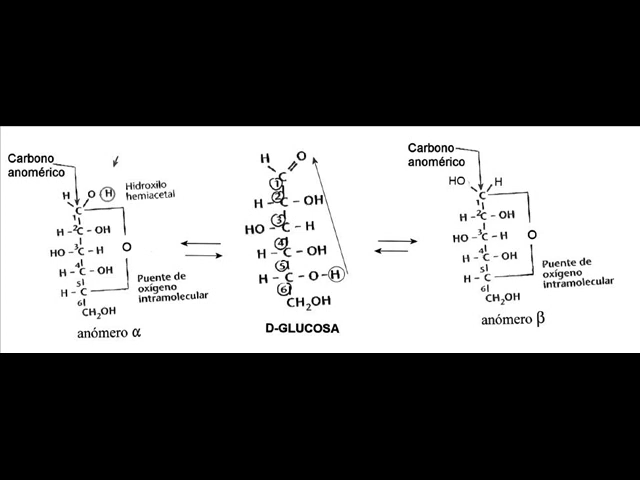 Carbono
anomérico
H O H
Hidroxilo
hemiacetal
C
1
H - 2C - OH
HO - 3C - H
O
H - 4C - OH
5
H - C
6
CH₂OH
Puente de
oxígeno
intramolecular
anómero α
H O
C
1
2
H - C - OH
3
HO - C - H
4
H - C - OH
5
H - C - O - H
6
CH₂OH
D-GLUCOSA
Carbono
anomérico
HO H
C
1
H - 2C - OH
HO - 3C - H
O
H - 4C - OH
5
H - C
6
CH₂OH
Puente de
oxígeno
intramolecular
anómero β